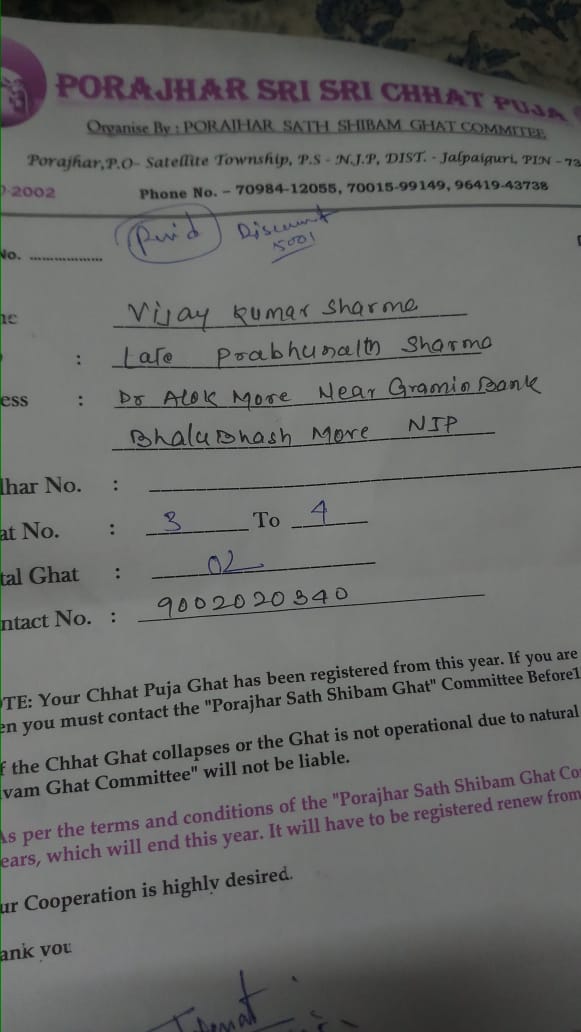 PORAJHAR SRI SRI CHHAT PUJA
Organise By : PORAJHAR SATH SHIBAM GHAT COMMITEE
Porajhar, P.O- Satellite Township, P.S - N.J.P, DIST. - Jalpaiguri, PIN - 73
-2002
Phone No. - 70984-12055, 70015-99149, 96419-43738
Paid Discount
500/
No. ...................
me Vijay Kumar Sharma
: Late Prabhunath Sharma
ess : Dr Alok More Near Gramin Bank
Bhalubhash More NJP
dhar No. :
at No. : 3 To 4
tal Ghat : 02
ntact No. : 9002020340
OTE: Your Chhat Puja Ghat has been registered from this year. If you are
en you must contact the "Porajhar Sath Shibam Ghat" Committee Before1
f the Chhat Ghat collapses or the Ghat is not operational due to natural
vam Ghat Committee" will not be liable.
As per the terms and conditions of the "Porajhar Sath Shibam Ghat Co
ears, which will end this year. It will have to be registered renew from
ur Cooperation is highly desired.
ank you